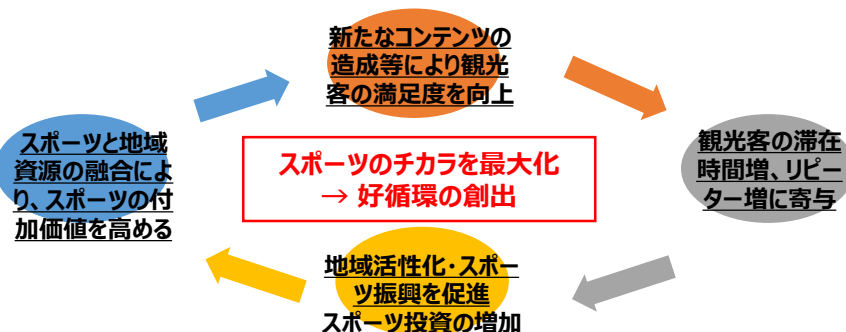 新たなコンテンツの
造成等により観光
客の満足度を向上
スポーツと地域
資源の融合によ
り、スポーツの付
加価値を高める
スポーツのチカラを最大化
→ 好循環の創出
観光客の滞在
時間増、リピー
ター増に寄与
地域活性化・スポー
ツ振興を促進
スポーツ投資の増加